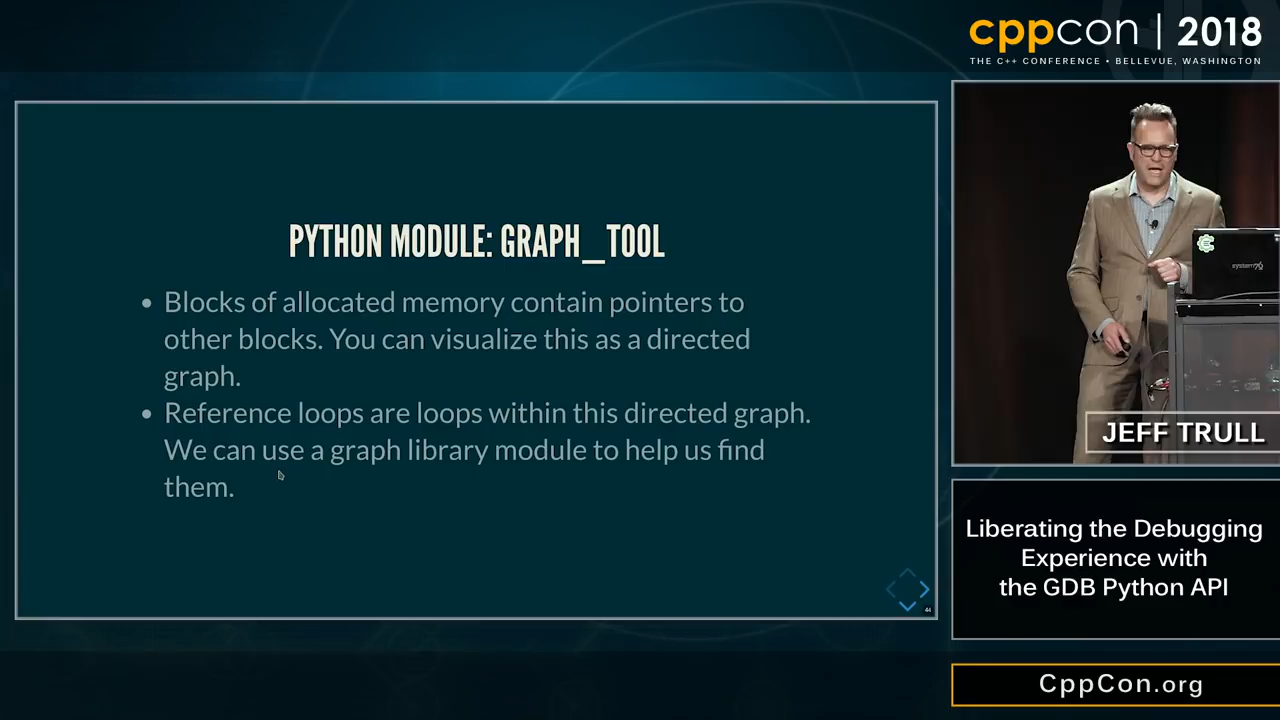 cppcon | 2018
THE C++ CONFERENCE • BELLEVUE, WASHINGTON
PYTHON MODULE: GRAPH_TOOL
• Blocks of allocated memory contain pointers to
other blocks. You can visualize this as a directed
graph.
• Reference loops are loops within this directed graph.
We can use a graph library module to help us find
them.
44
system76
JEFF TRULL
Liberating the Debugging
Experience with
the GDB Python API
CppCon.org